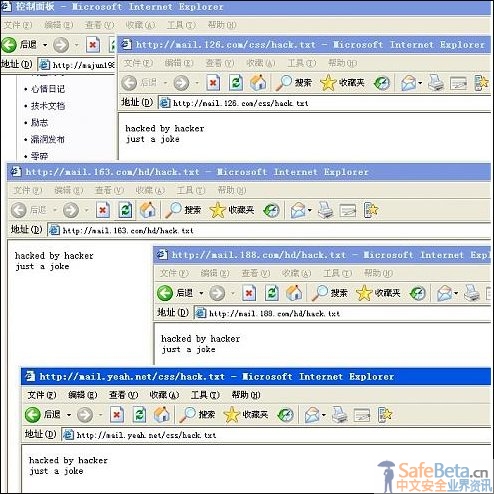 控制面板 - Microsoft Internet Explorer
文件(F) 编辑(E) 查看(V) 收藏(A) 工具(T) 帮助(H)
后退
地址(D) http://majun198
心情日记
技术文档
励志
漏洞发布
零碎
http://mail.126.com/css/hack.txt - Microsoft Internet Explorer
文件(F) 编辑(E) 查看(V) 收藏(A) 工具(T) 帮助(H)
后退 搜索 收藏夹
地址(D) http://mail.126.com/css/hack.txt
hacked by hacker
just a joke
http://mail.163.com/hd/hack.txt - Microsoft Internet Explorer
文件(F) 编辑(E) 查看(V) 收藏(A) 工具(T) 帮助(H)
后退 搜索 收藏夹
地址(D) http://mail.163.com/hd/hack.txt
hacked by hacker
just a joke
http://mail.188.com/hd/hack.txt - Microsoft Internet Expl
文件(F) 编辑(E) 查看(V) 收藏(A) 工具(T) 帮助(H)
后退 搜索 收藏夹
地址(D) http://mail.188.com/hd/hack.txt
hacked by hacker
just a joke
http://mail.yeah.net/css/hack.txt - Microsoft Internet Explorer
文件(F) 编辑(E) 查看(V) 收藏(A) 工具(T) 帮助(H)
后退 搜索 收藏夹
地址(D) http://mail.yeah.net/css/hack.txt
hacked by hacker
just a joke
SafeBeta.cn
中文安全业界资讯